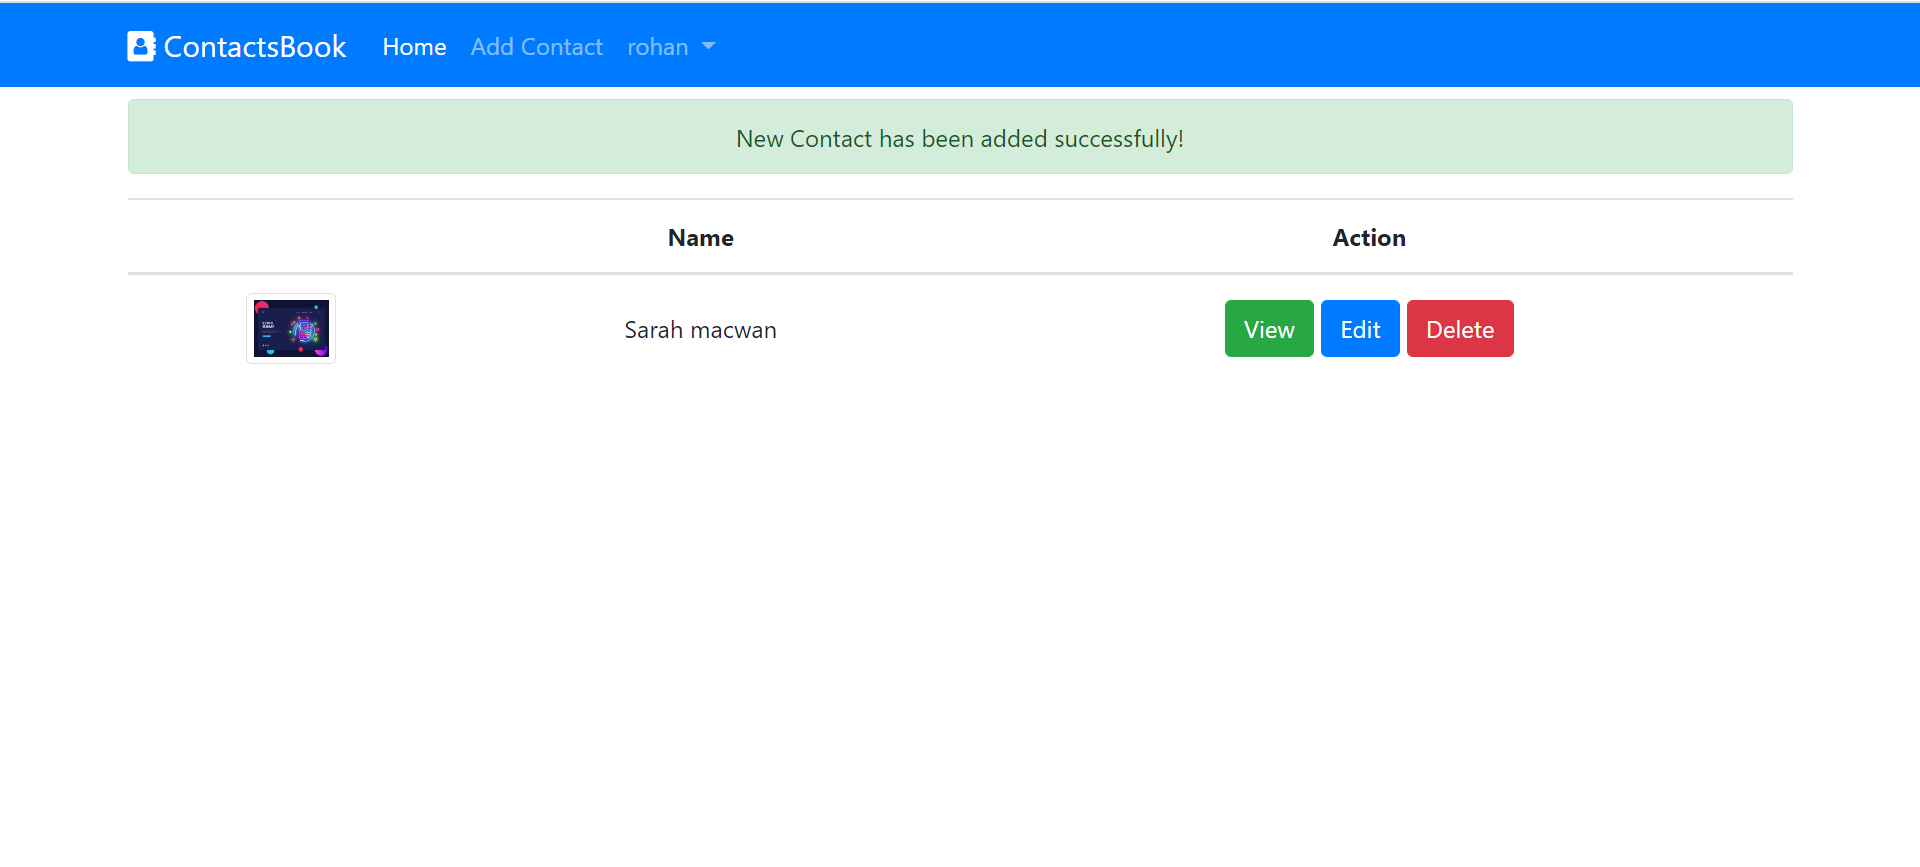 ContactsBook Home Add Contact rohan
New Contact has been added successfully!
Name Action
Sarah macwan View Edit Delete